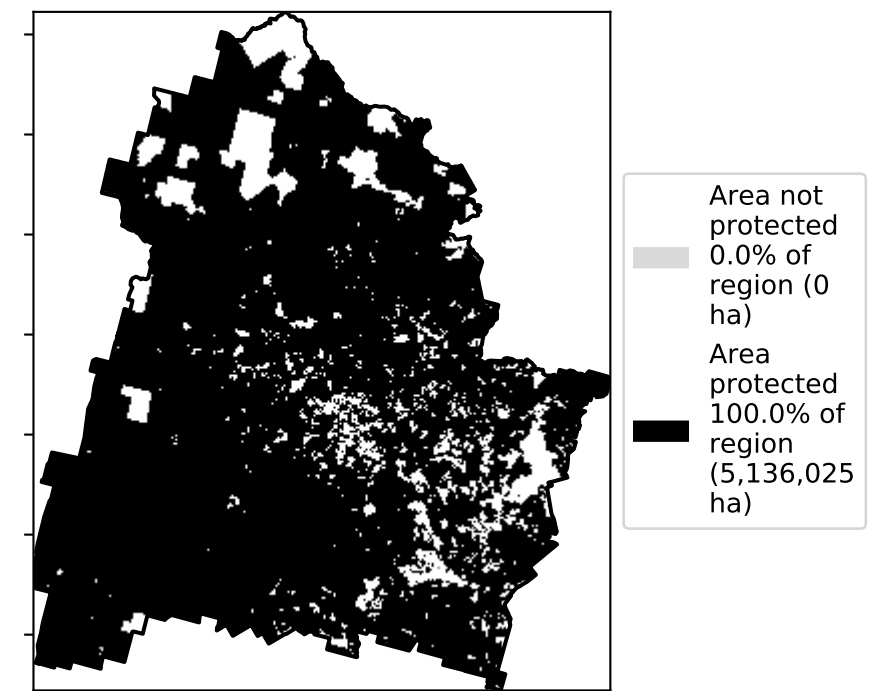 Area not
protected
0.0% of
region (0
ha)
Area
protected
100.0% of
region
(5,136,025
ha)